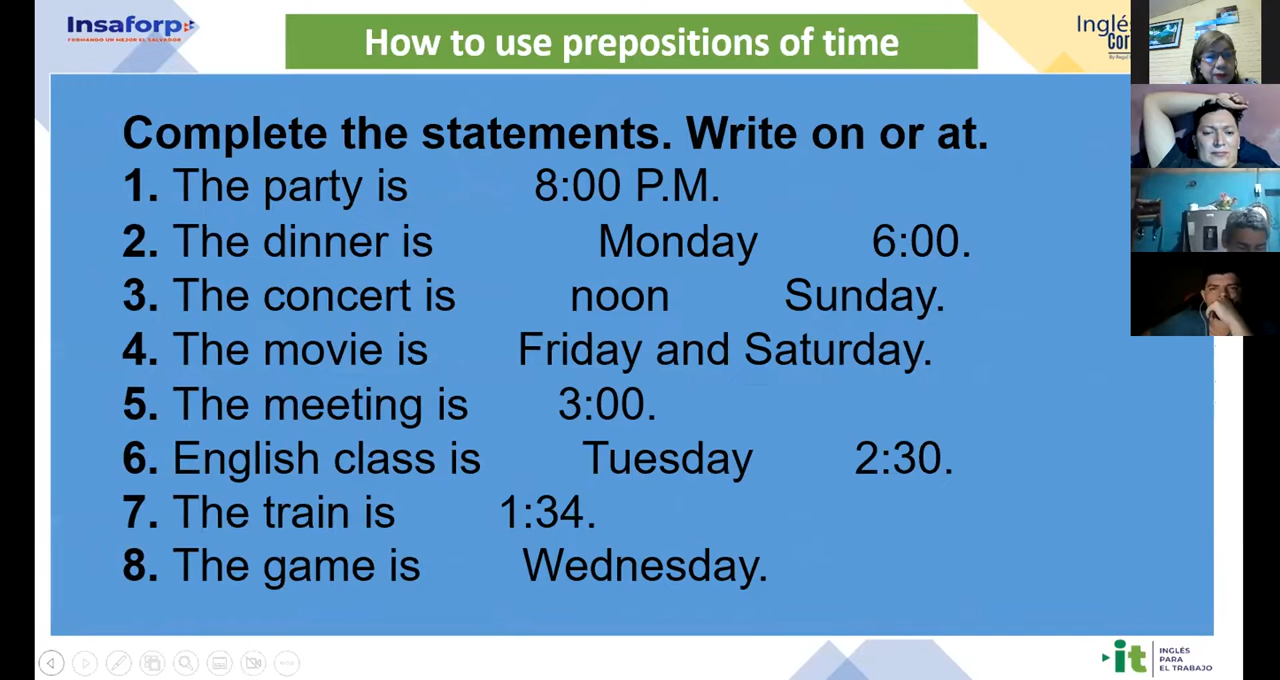 Insaforp
FORMANDO UN MEJOR EL SALVADOR
How to use prepositions of time
Complete the statements. Write on or at.
1. The party is 8:00 P.M.
2. The dinner is Monday 6:00.
3. The concert is noon Sunday.
4. The movie is Friday and Saturday.
5. The meeting is 3:00.
6. English class is Tuesday 2:30.
7. The train is 1:34.
8. The game is Wednesday.
it
INGLÉS
PARA
EL TRABAJO